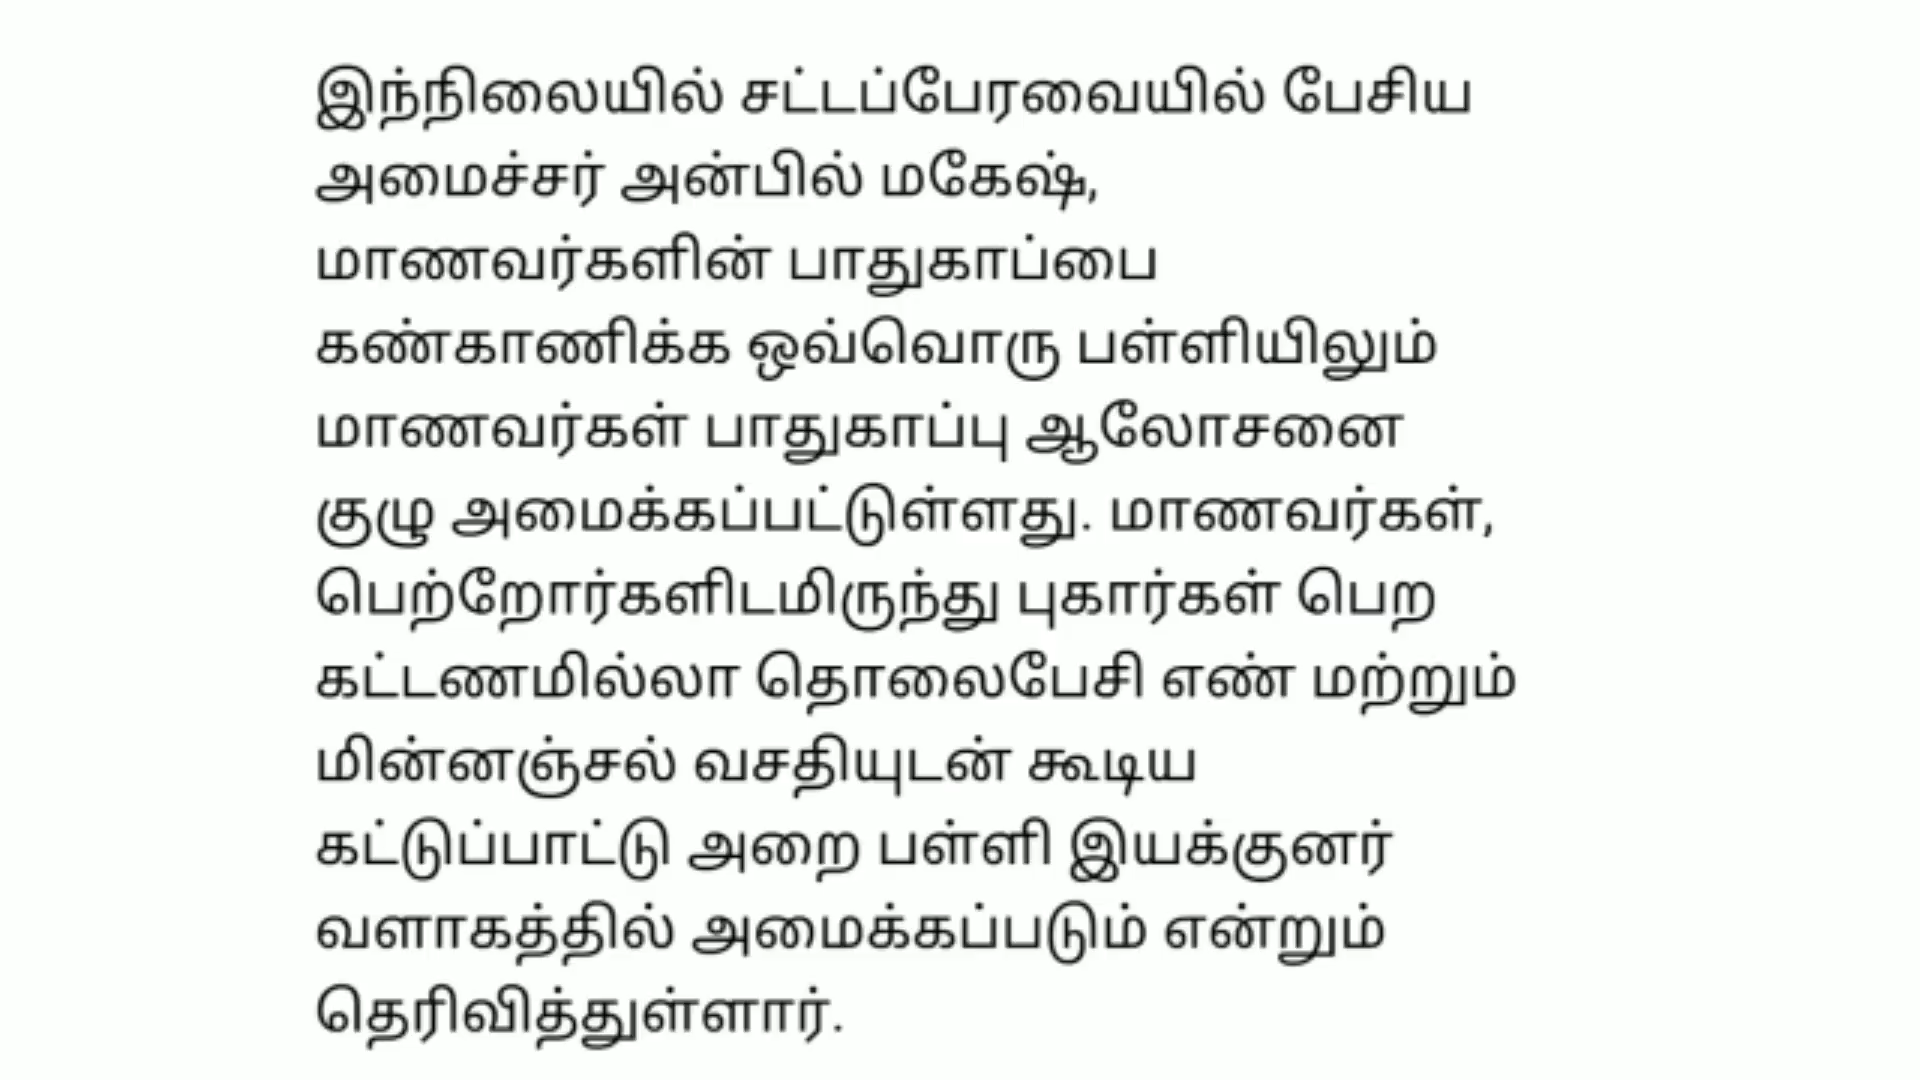 இந்நிலையில் சட்டப்பேரவையில் பேசிய
அமைச்சர் அன்பில் மகேஷ்,
மாணவர்களின் பாதுகாப்பை
கண்காணிக்க ஒவ்வொரு பள்ளியிலும்
மாணவர்கள் பாதுகாப்பு ஆலோசனை
குழு அமைக்கப்பட்டுள்ளது. மாணவர்கள்,
பெற்றோர்களிடமிருந்து புகார்கள் பெற
கட்டணமில்லா தொலைபேசி எண் மற்றும்
மின்னஞ்சல் வசதியுடன் கூடிய
கட்டுப்பாட்டு அறை பள்ளி இயக்குனர்
வளாகத்தில் அமைக்கப்படும் என்றும்
தெரிவித்துள்ளார்.